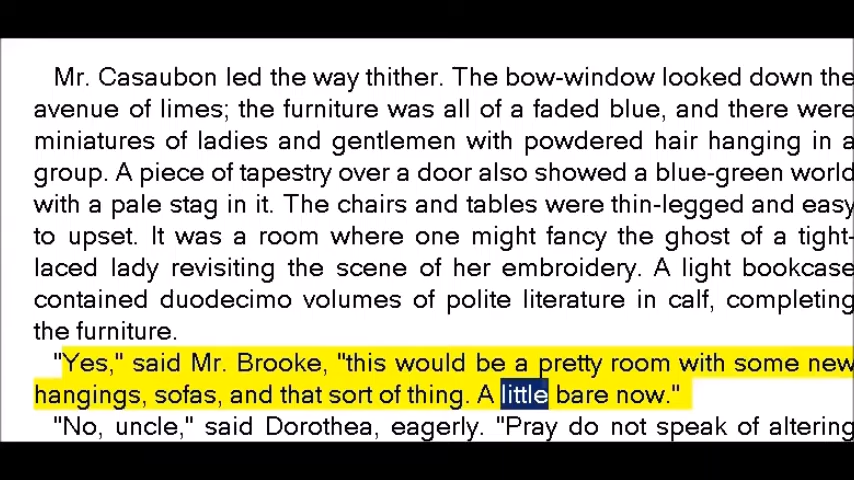 Mr. Casaubon led the way thither. The bow-window looked down the
avenue of limes; the furniture was all of a faded blue, and there were
miniatures of ladies and gentlemen with powdered hair hanging in a
group. A piece of tapestry over a door also showed a blue-green world
with a pale stag in it. The chairs and tables were thin-legged and easy
to upset. It was a room where one might fancy the ghost of a tight-
laced lady revisiting the scene of her embroidery. A light bookcase
contained duodecimo volumes of polite literature in calf, completing
the furniture.
"Yes," said Mr. Brooke, "this would be a pretty room with some new
hangings, sofas, and that sort of thing. A little bare now."
"No, uncle," said Dorothea, eagerly. "Pray do not speak of altering